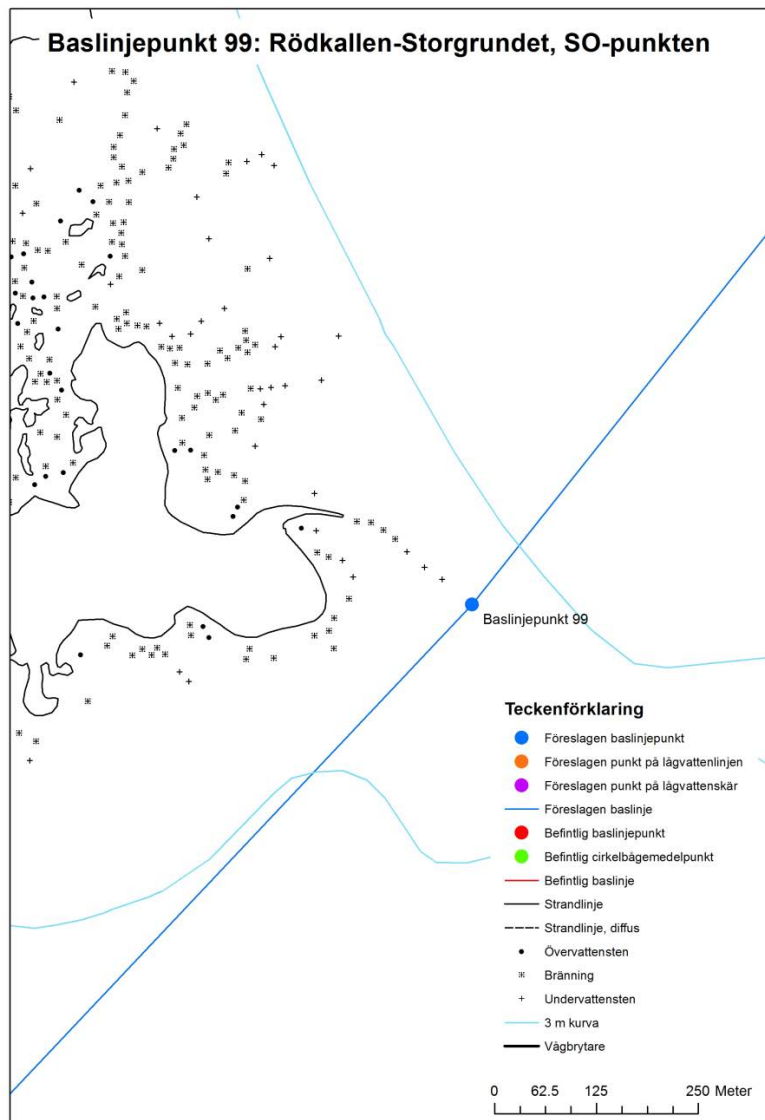 Baslinjepunkt 99: Rödkallen-Storgrundet, SO-punkten
Baslinjepunkt 99
Teckenförklaring
Föreslagen baslinjepunkt
Föreslagen punkt på lågvattenlinjen
Föreslagen punkt på lågvattenskär
Föreslagen baslinje
Befintlig baslinjepunkt
Befintlig cirkelbågemedelpunkt
Befintlig baslinje
Strandlinje
Strandlinje, diffus
Övervattensten
Bränning
Undervattensten
3 m kurva
Vågbrytare
0 62.5 125 250 Meter